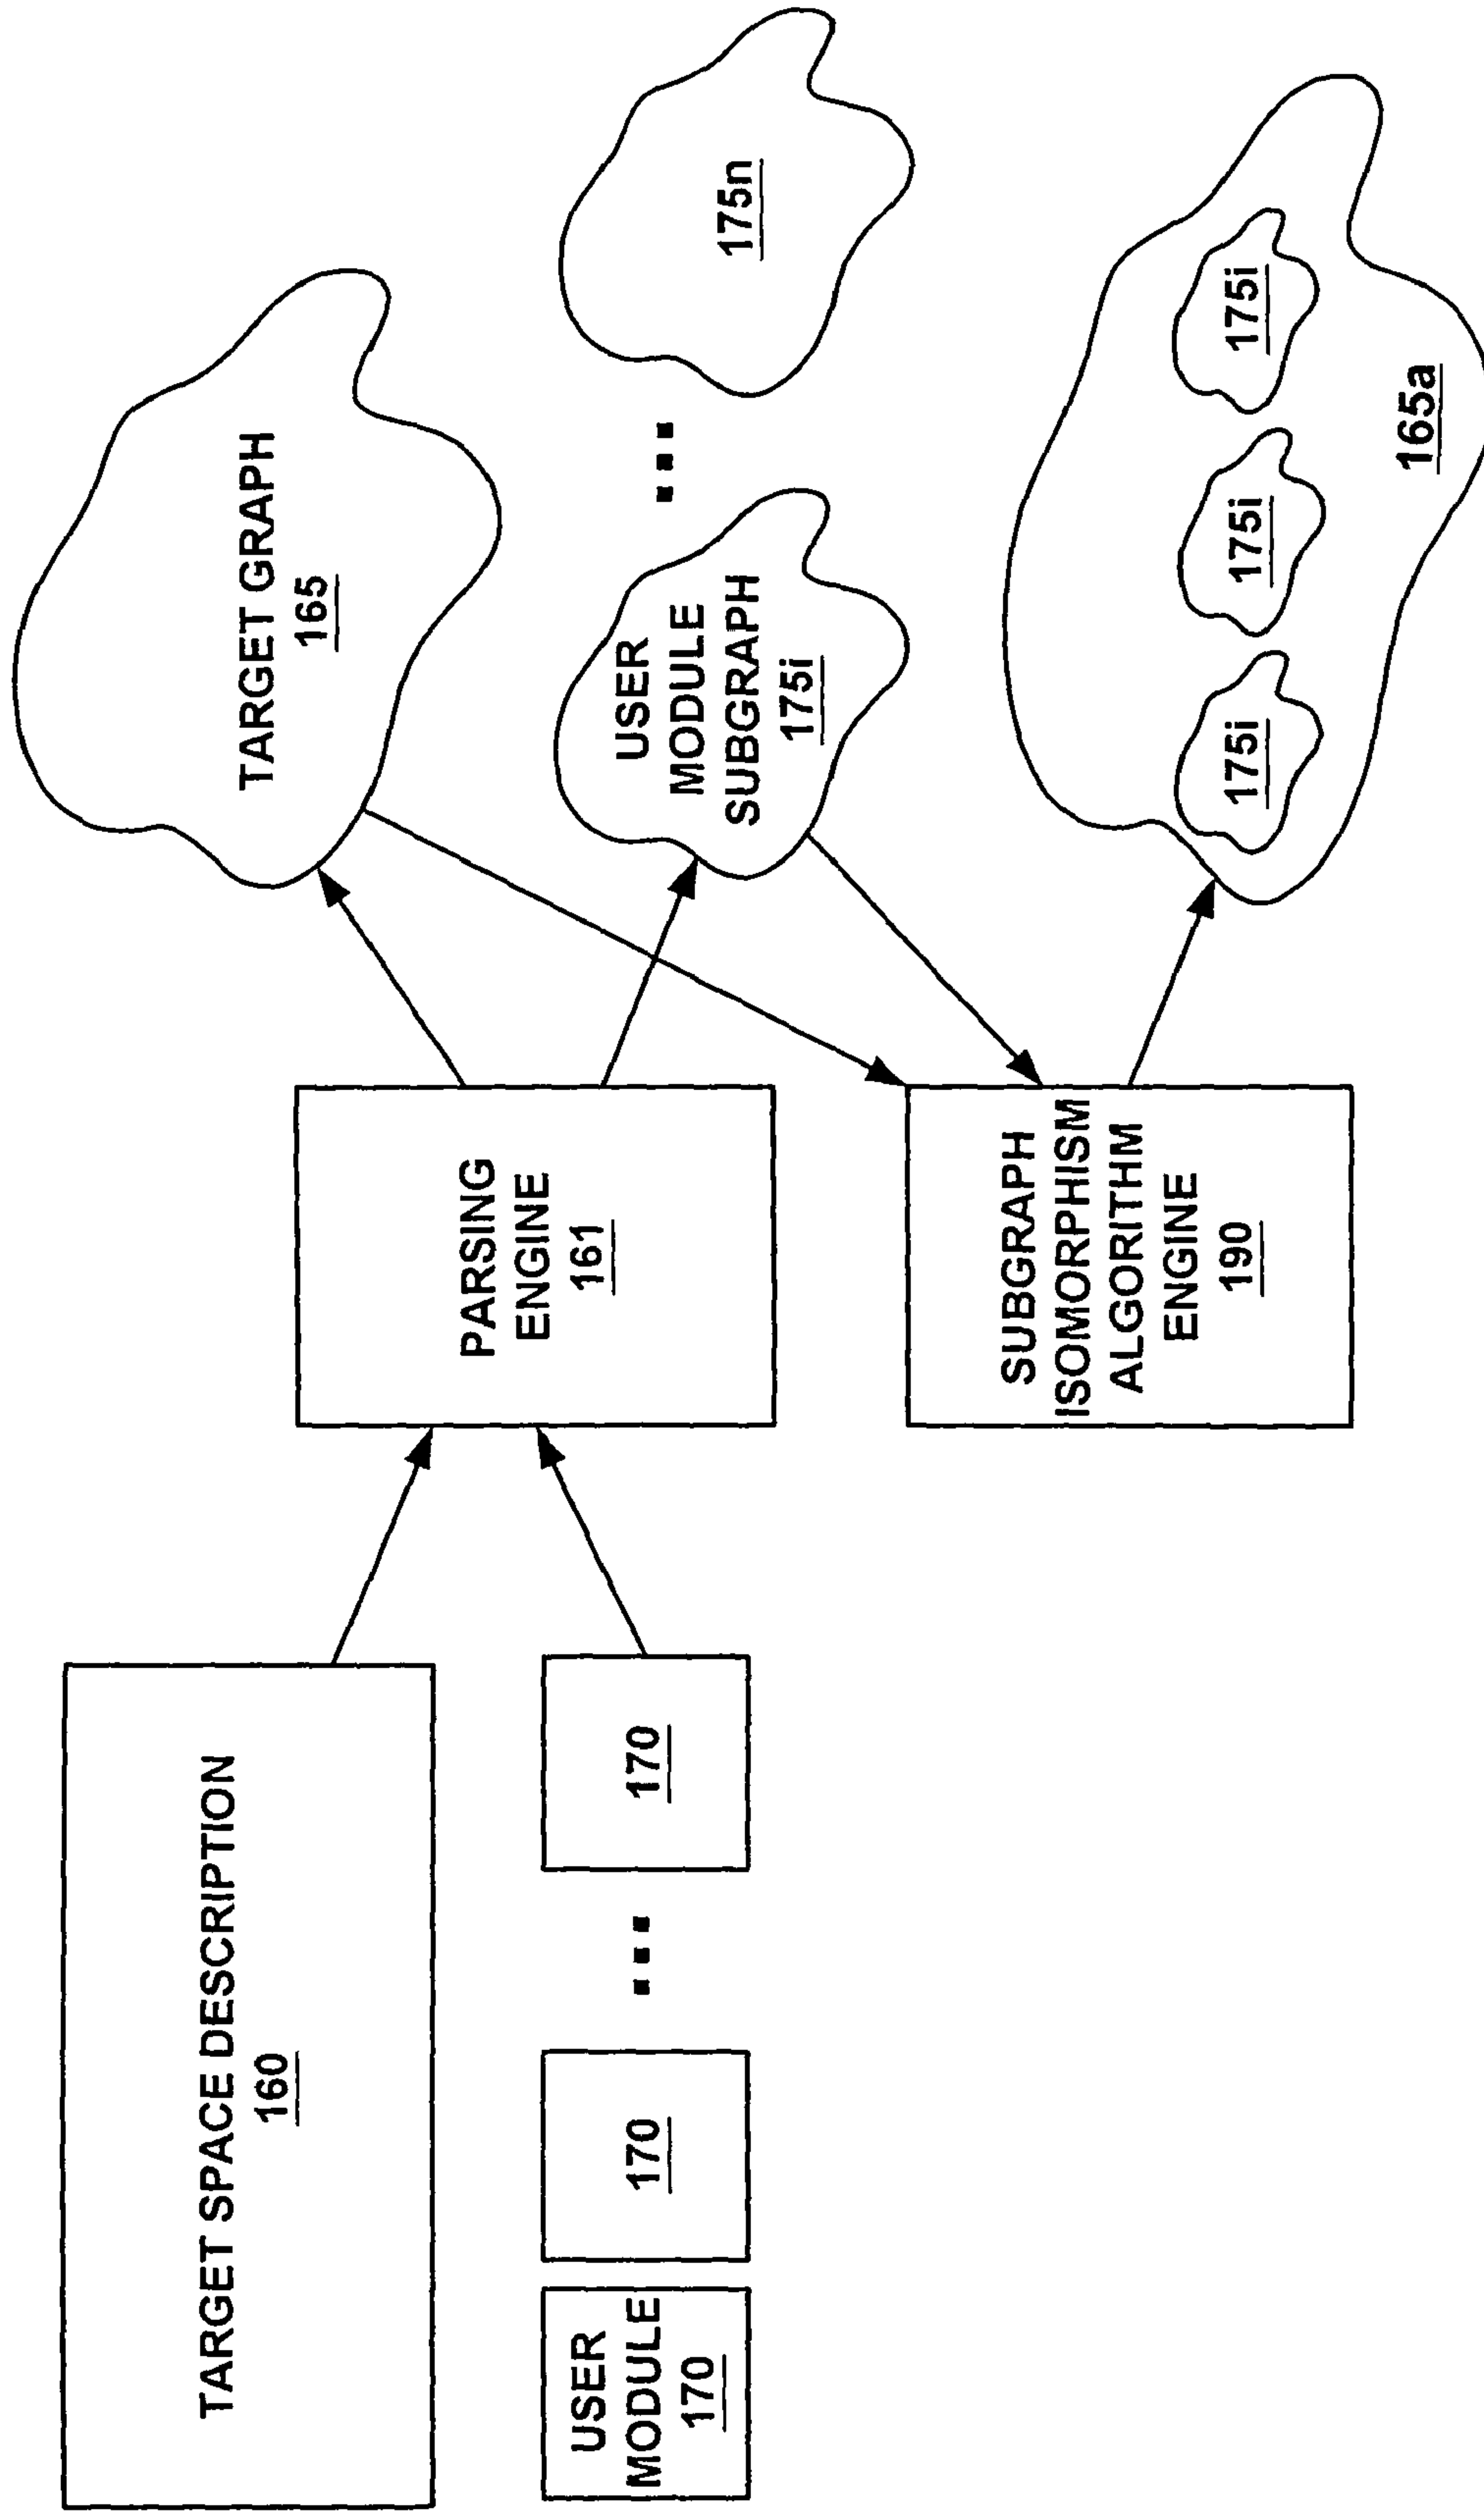 TARGET SPACE DESCRIPTION
160
USER
MODULE
170
170
170
PARSING
ENGINE
161
SUBGRAPH
ISOMORPHISM
ALGORITHM
ENGINE
190
TARGET GRAPH
165
USER
MODULE
SUBGRAPH
175i
175n
175i
175i
175i
165a